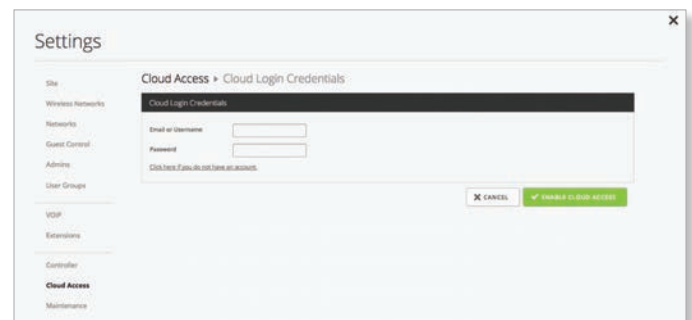 Settings
Site
Wireless Networks
Networks
Guest Control
Admins
User Groups
VOIP
Extensions
Controller
Cloud Access
Maintenance
Cloud Access ▸ Cloud Login Credentials
Cloud Login Credentials
Email or Username
Password
Click here if you do not have an account.
CANCEL
ENABLE CLOUD ACCESS